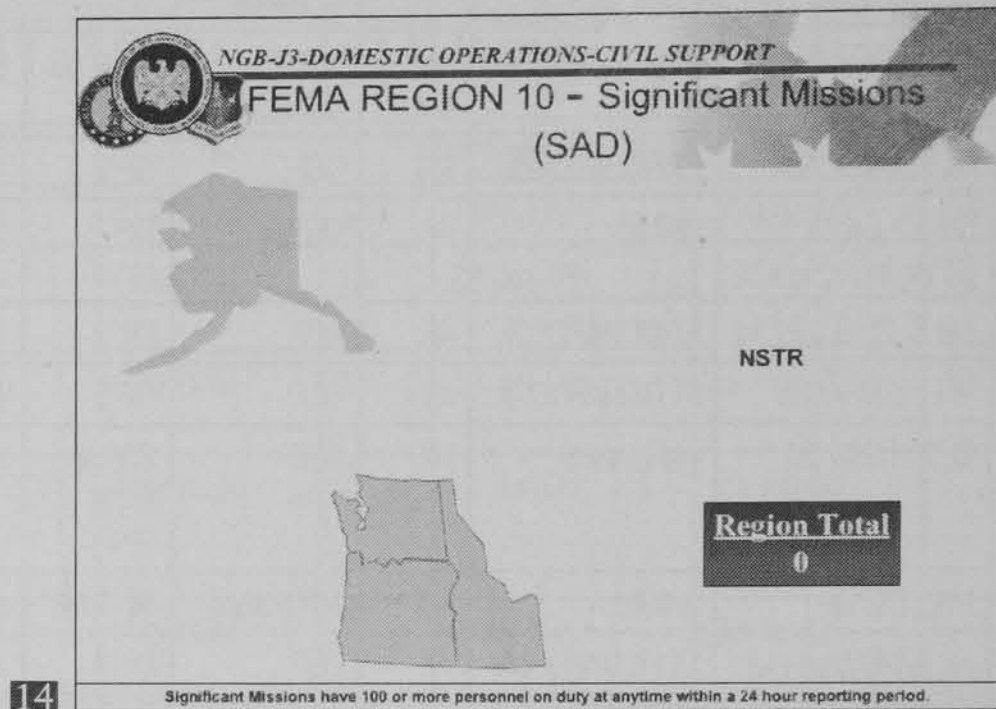 NGB-J3-DOMESTIC OPERATIONS-CIVIL SUPPORT
FEMA REGION 10 - Significant Missions
(SAD)
NSTR
Region Total
0
14
Significant Missions have 100 or more personnel on duty at anytime within a 24 hour reporting period.